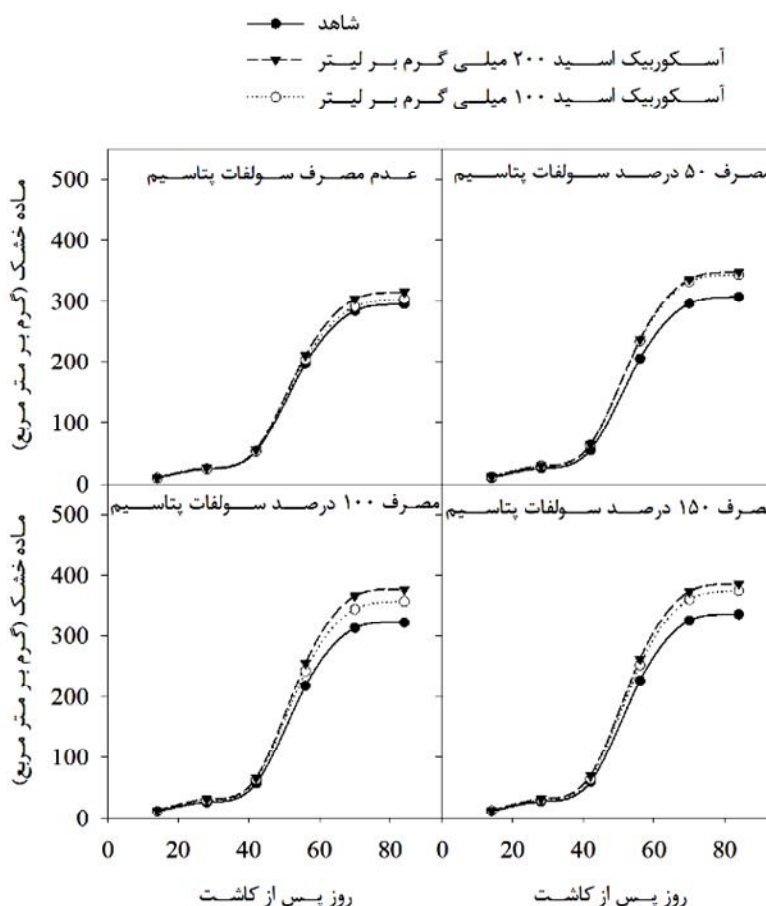 شاهد
آسکوربیک اسید ۲۰۰ میلی گرم بر لیتر
آسکوربیک اسید ۱۰۰ میلی گرم بر لیتر
عدم مصرف سولفات پتاسیم
مصرف ۵۰ درصد سولفات پتاسیم
500
400
300
200
100
0
ماده خشک (گرم بر متر مربع)
مصرف ۱۰۰ درصد سولفات پتاسیم
مصرف ۱۵۰ درصد سولفات پتاسیم
500
400
300
200
100
0
ماده خشک (گرم بر متر مربع)
0 20 40 60 80 0 20 40 60 80
روز پس از کاشت
روز پس از کاشت